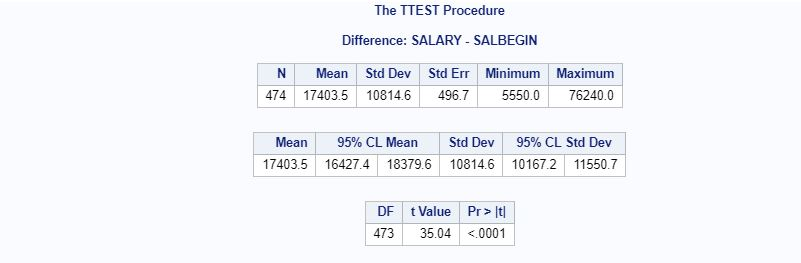 The TTEST Procedure
Difference: SALARY - SALBEGIN
N Mean Std Dev Std Err Minimum Maximum
474 17403.5 10814.6 496.7 5550.0 76240.0
Mean 95% CL Mean Std Dev 95% CL Std Dev
17403.5 16427.4 18379.6 10814.6 10167.2 11550.7
DF t Value Pr > |t|
473 35.04 <.0001